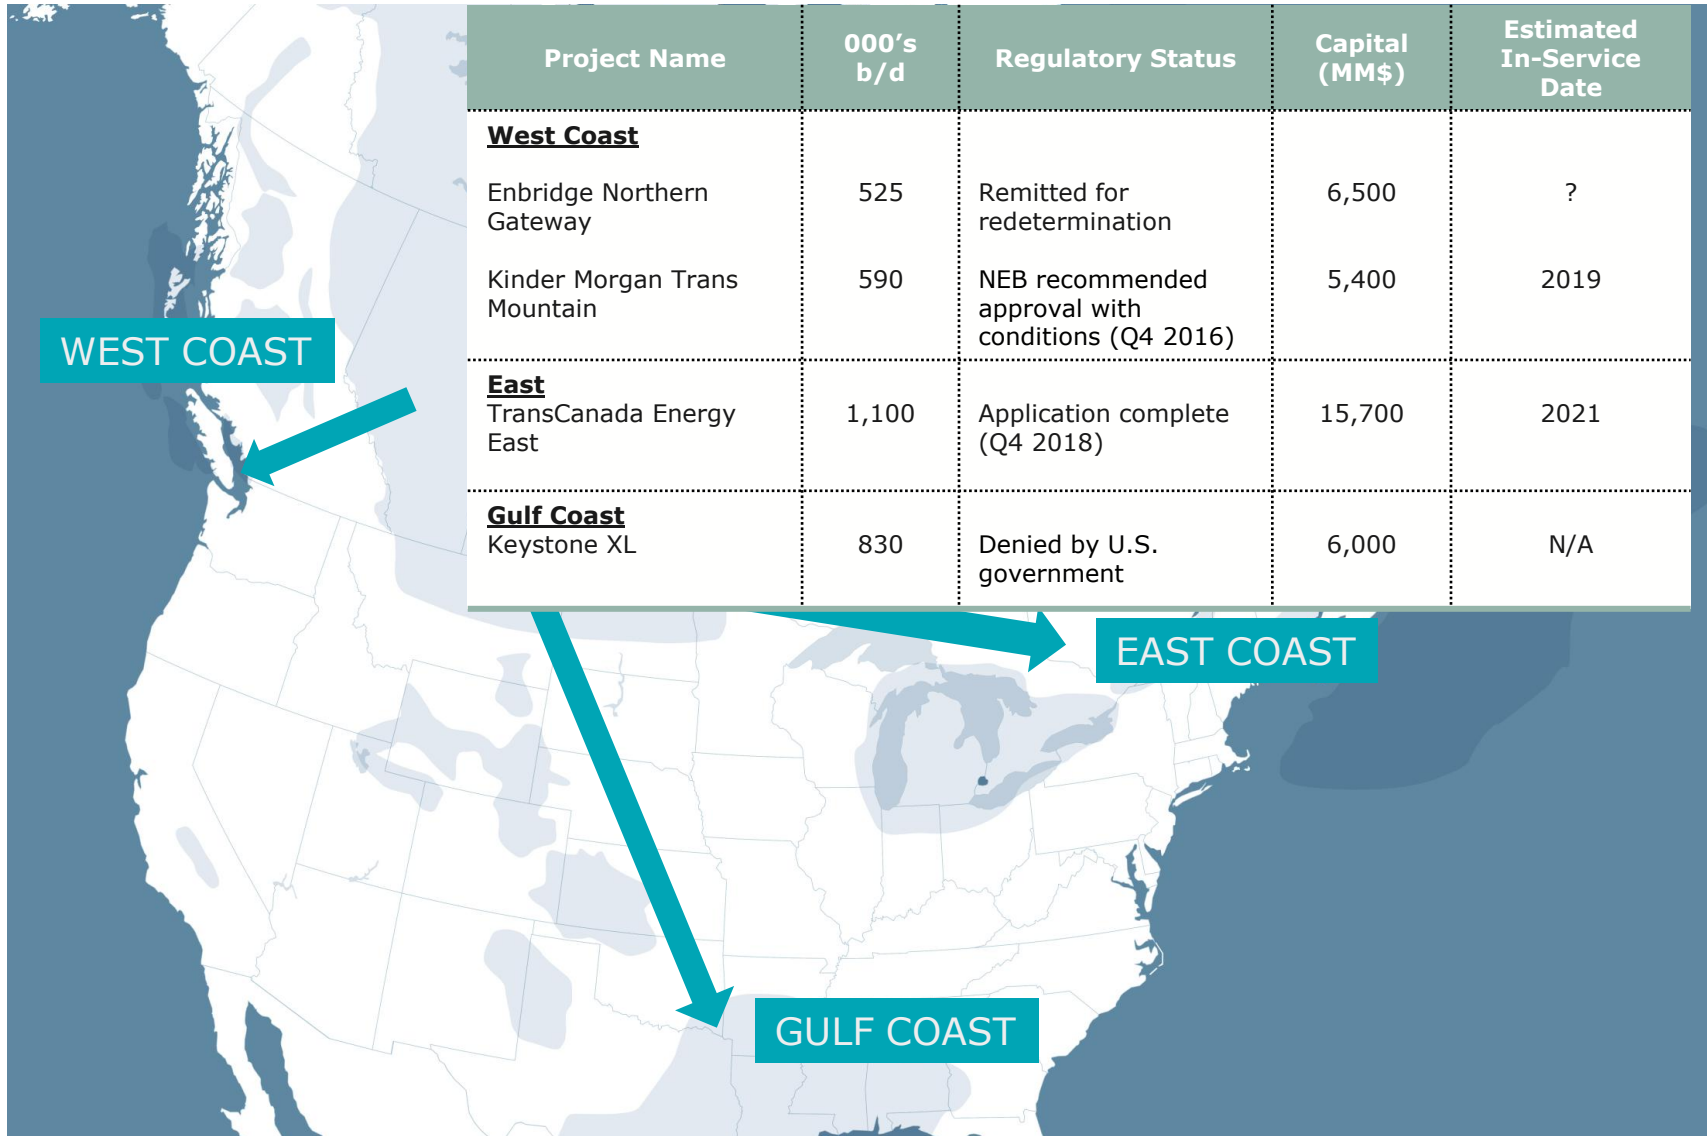 Project Name
000's
b/d
Regulatory Status
Capital
(MM$)
Estimated
In-Service
Date
West Coast
Enbridge Northern
Gateway
525
Remitted for
redetermination
6,500
?
Kinder Morgan Trans
Mountain
590
NEB recommended
approval with
conditions (Q4 2016)
5,400
2019
East
TransCanada Energy
East
1,100
Application complete
(Q4 2018)
15,700
2021
Gulf Coast
Keystone XL
830
Denied by U.S.
government
6,000
N/A
WEST COAST
EAST COAST
GULF COAST